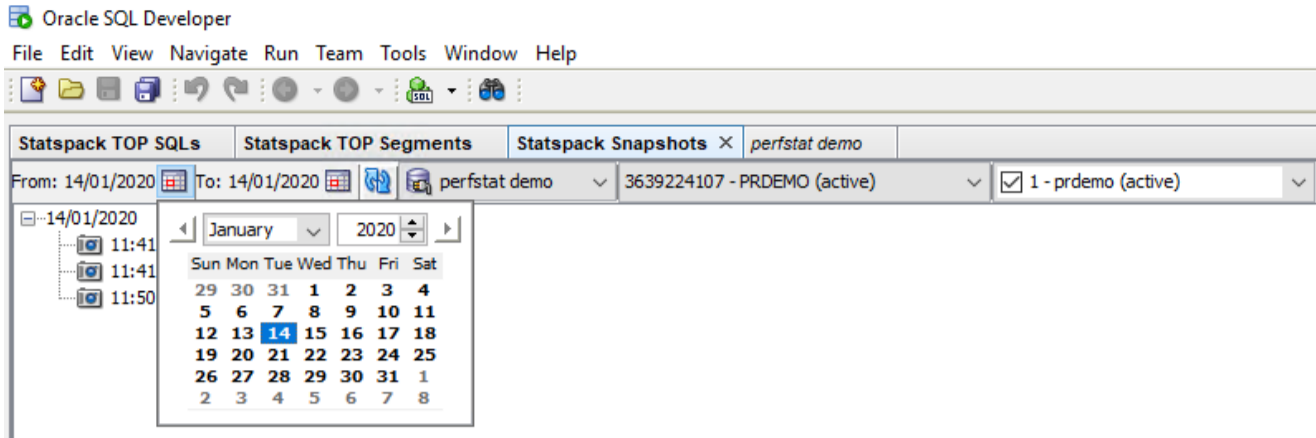 Oracle SQL Developer
File Edit View Navigate Run Team Tools Window Help
SQL
Statspack TOP SQLs Statspack TOP Segments Statspack Snapshots × perfstat demo
From: 14/01/2020 To: 14/01/2020 perfstat demo 3639224107 - PRDEMO (active) 1 - prdemo (active)
14/01/2020
11:41
11:41
11:50
January 2020
Sun Mon Tue Wed Thu Fri Sat
29 30 31 1 2 3 4
5 6 7 8 9 10 11
12 13 14 15 16 17 18
19 20 21 22 23 24 25
26 27 28 29 30 31 1
2 3 4 5 6 7 8